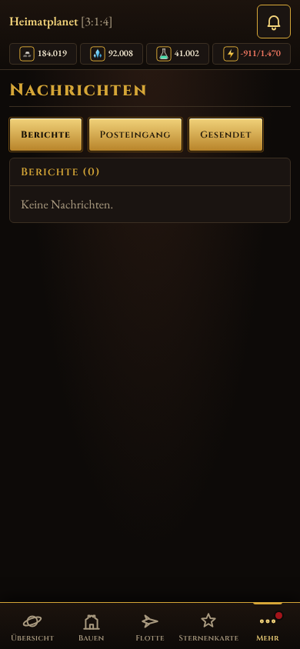 Heimatplanet [3:1:4]
184.019 92.008 41.002 -911/1.470
Nachrichten
Berichte Posteingang Gesendet
Berichte (0)
Keine Nachrichten.
Übersicht Bauen Flotte Sternenkarte Mehr